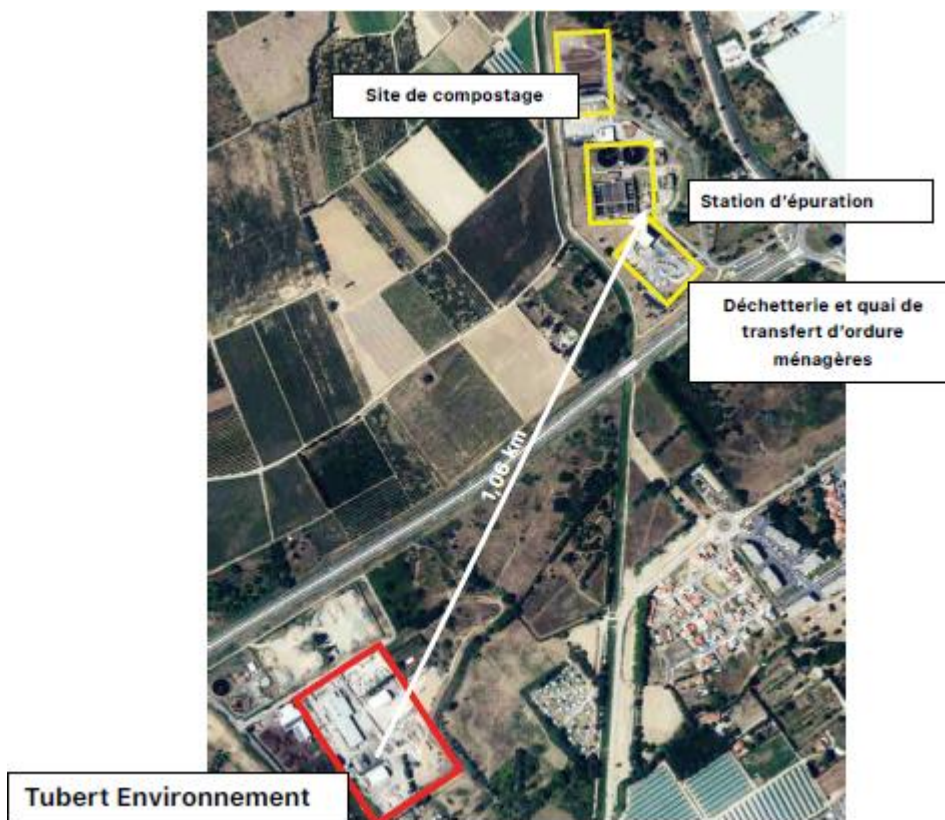 Site de compostage
Station d'épuration
Déchetterie et quai de
transfert d'ordure
ménagères
1,06 km
Tubert Environnement